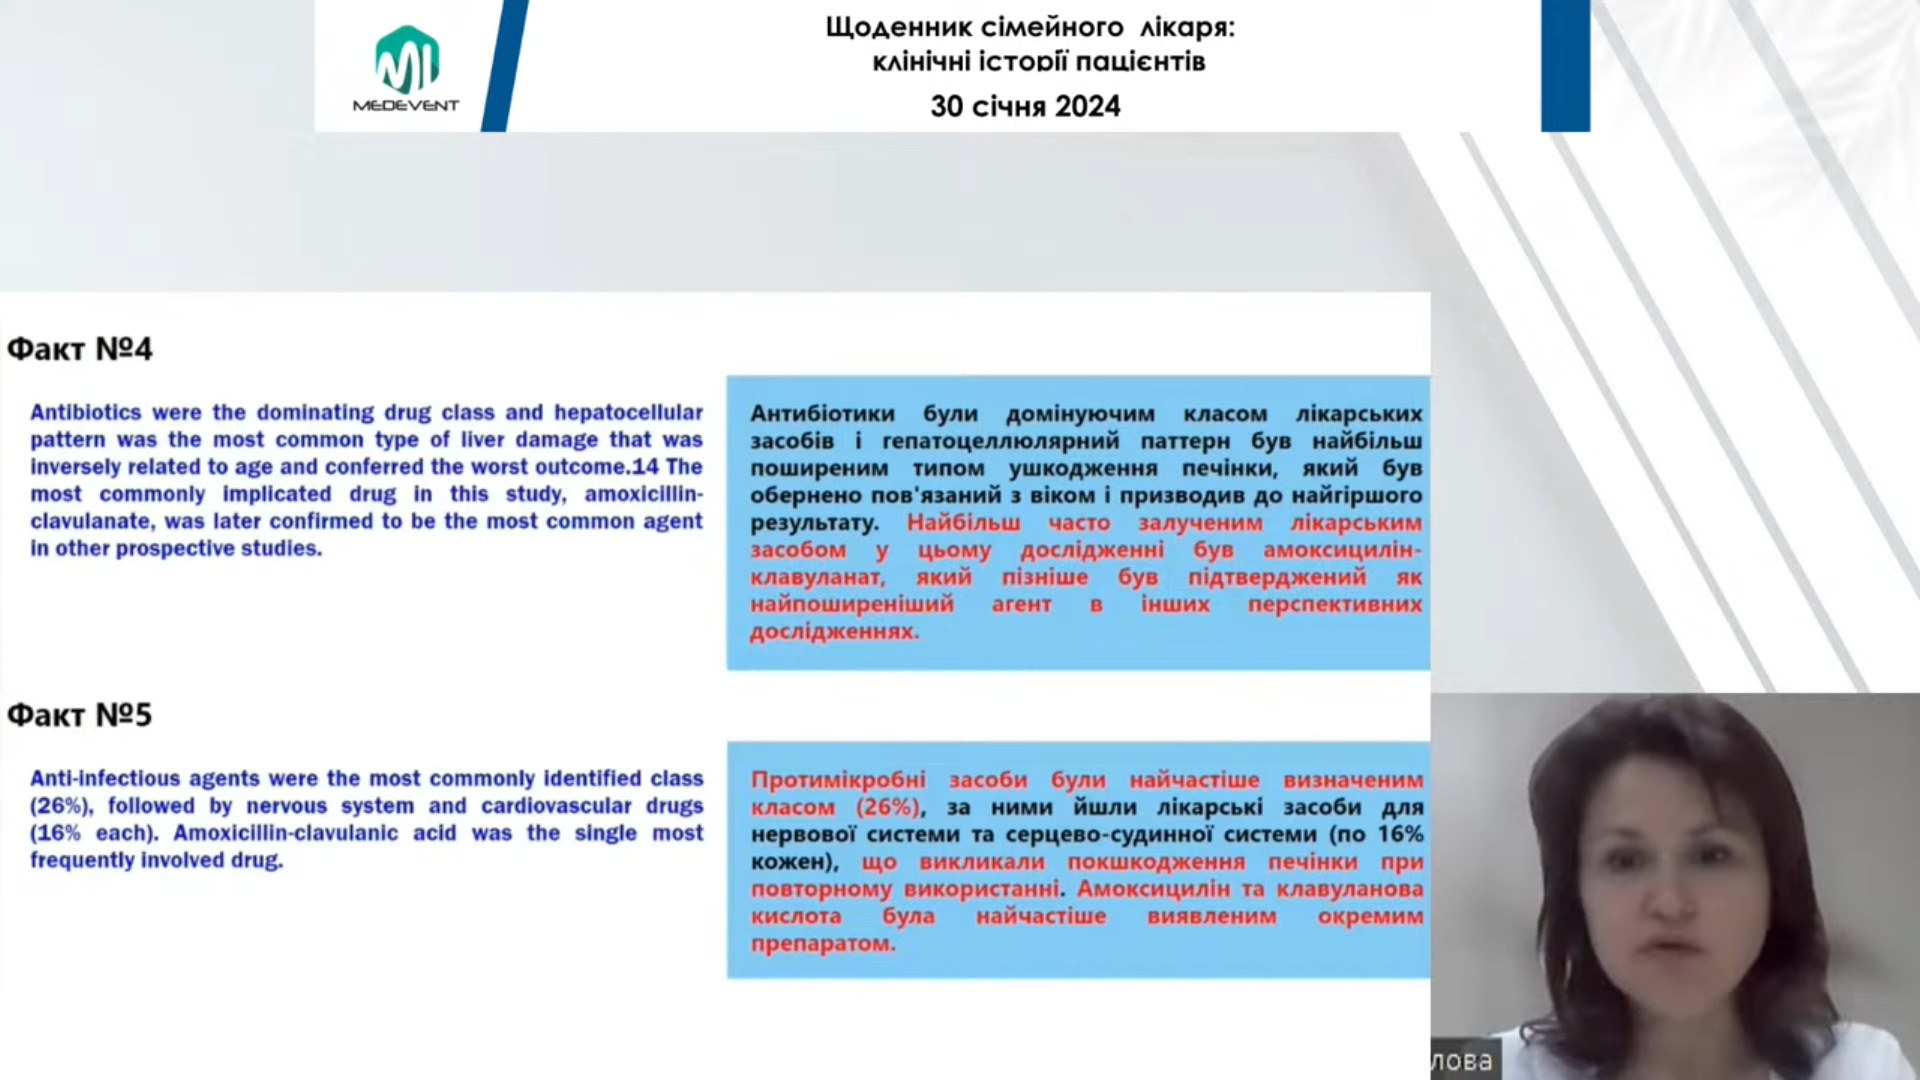 MEDEVENT
Щоденник сімейного лікаря:
клінічні історії пацієнтів
30 січня 2024
Факт №4
Antibiotics were the dominating drug class and hepatocellular
pattern was the most common type of liver damage that was
inversely related to age and conferred the worst outcome.14 The
most commonly implicated drug in this study, amoxicillin-
clavulanate, was later confirmed to be the most common agent
in other prospective studies.
Антибіотики були домінуючим класом лікарських
засобів і гепатоцеллюлярний паттерн був найбільш
поширеним типом ушкодження печінки, який був
обернено пов'язаний з віком і призводив до найгіршого
результату. Найбільш часто залученим лікарським
засобом у цьому дослідженні був амоксицилін-
клавуланат, який пізніше був підтверджений як
найпоширеніший агент в інших перспективних
дослідженнях.
Факт №5
Anti-infectious agents were the most commonly identified class
(26%), followed by nervous system and cardiovascular drugs
(16% each). Amoxicillin-clavulanic acid was the single most
frequently involved drug.
Протимікробні засоби були найчастіше визначеним
класом (26%), за ними йшли лікарські засоби для
нервової системи та серцево-судинної системи (по 16%
кожен), що викликали покшкодження печінки при
повторному використанні. Амоксицилін та клавуланова
кислота була найчастіше виявленим окремим
препаратом.
лова